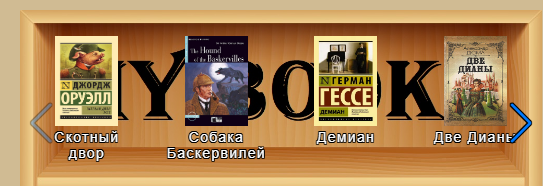 MY BOOK
ДЖОРДЖ
ОРУЭЛЛ
The Hound
of the Baskervilles
ГЕРМАН
ГЕССЕ
ДЕМИАН
ДВЕ
ДИАНЫ
Скотный
двор
Собака
Баскервилей
Демиан
Две Дианы